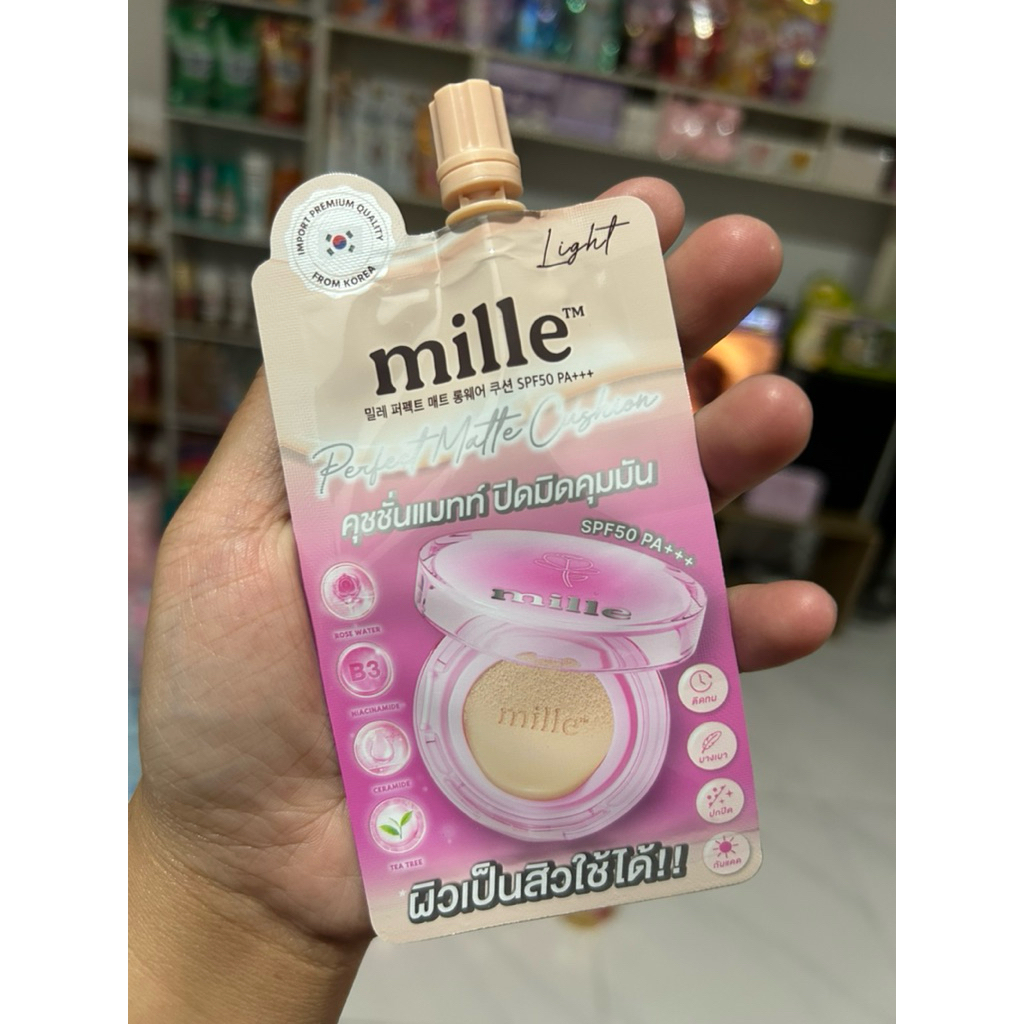 IMPORT PREMIUM QUALITY
FROM KOREA
Light
mille™
밀레 퍼펙트 매트 롱웨어 쿠션 SPF50 PA+++
Perfect Matte Cushion
คุชชั่นแมทท์ ปิดมิดคุมมัน
SPF50 PA+++
mille
mille™
ROSE WATER
B3
NIACINAMIDE
CERAMIDE
TEA TREE
ติดทน
บางเบา
ปกปิด
กันแดด
*ผิวเป็นสิวใช้ได้!!